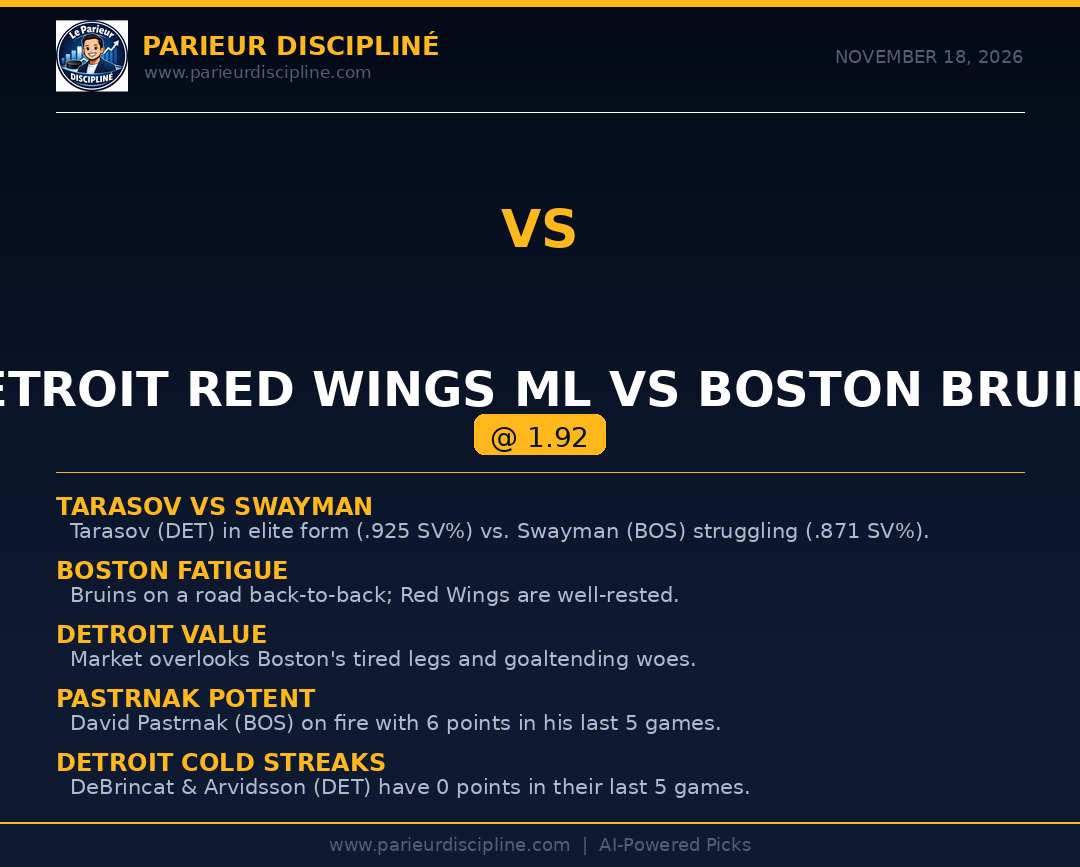 Le Parieur
DISCIPLINÉ
PARIEUR DISCIPLINÉ
www.parieurdiscipline.com
NOVEMBER 18, 2026
VS
ETROIT RED WINGS ML VS BOSTON BRUI
@ 1.92
TARASOV VS SWAYMAN
Tarasov (DET) in elite form (.925 SV%) vs. Swayman (BOS) struggling (.871 SV%).
BOSTON FATIGUE
Bruins on a road back-to-back; Red Wings are well-rested.
DETROIT VALUE
Market overlooks Boston's tired legs and goaltending woes.
PASTRNAK POTENT
David Pastrnak (BOS) on fire with 6 points in his last 5 games.
DETROIT COLD STREAKS
DeBrincat & Arvidsson (DET) have 0 points in their last 5 games.
www.parieurdiscipline.com | AI-Powered Picks